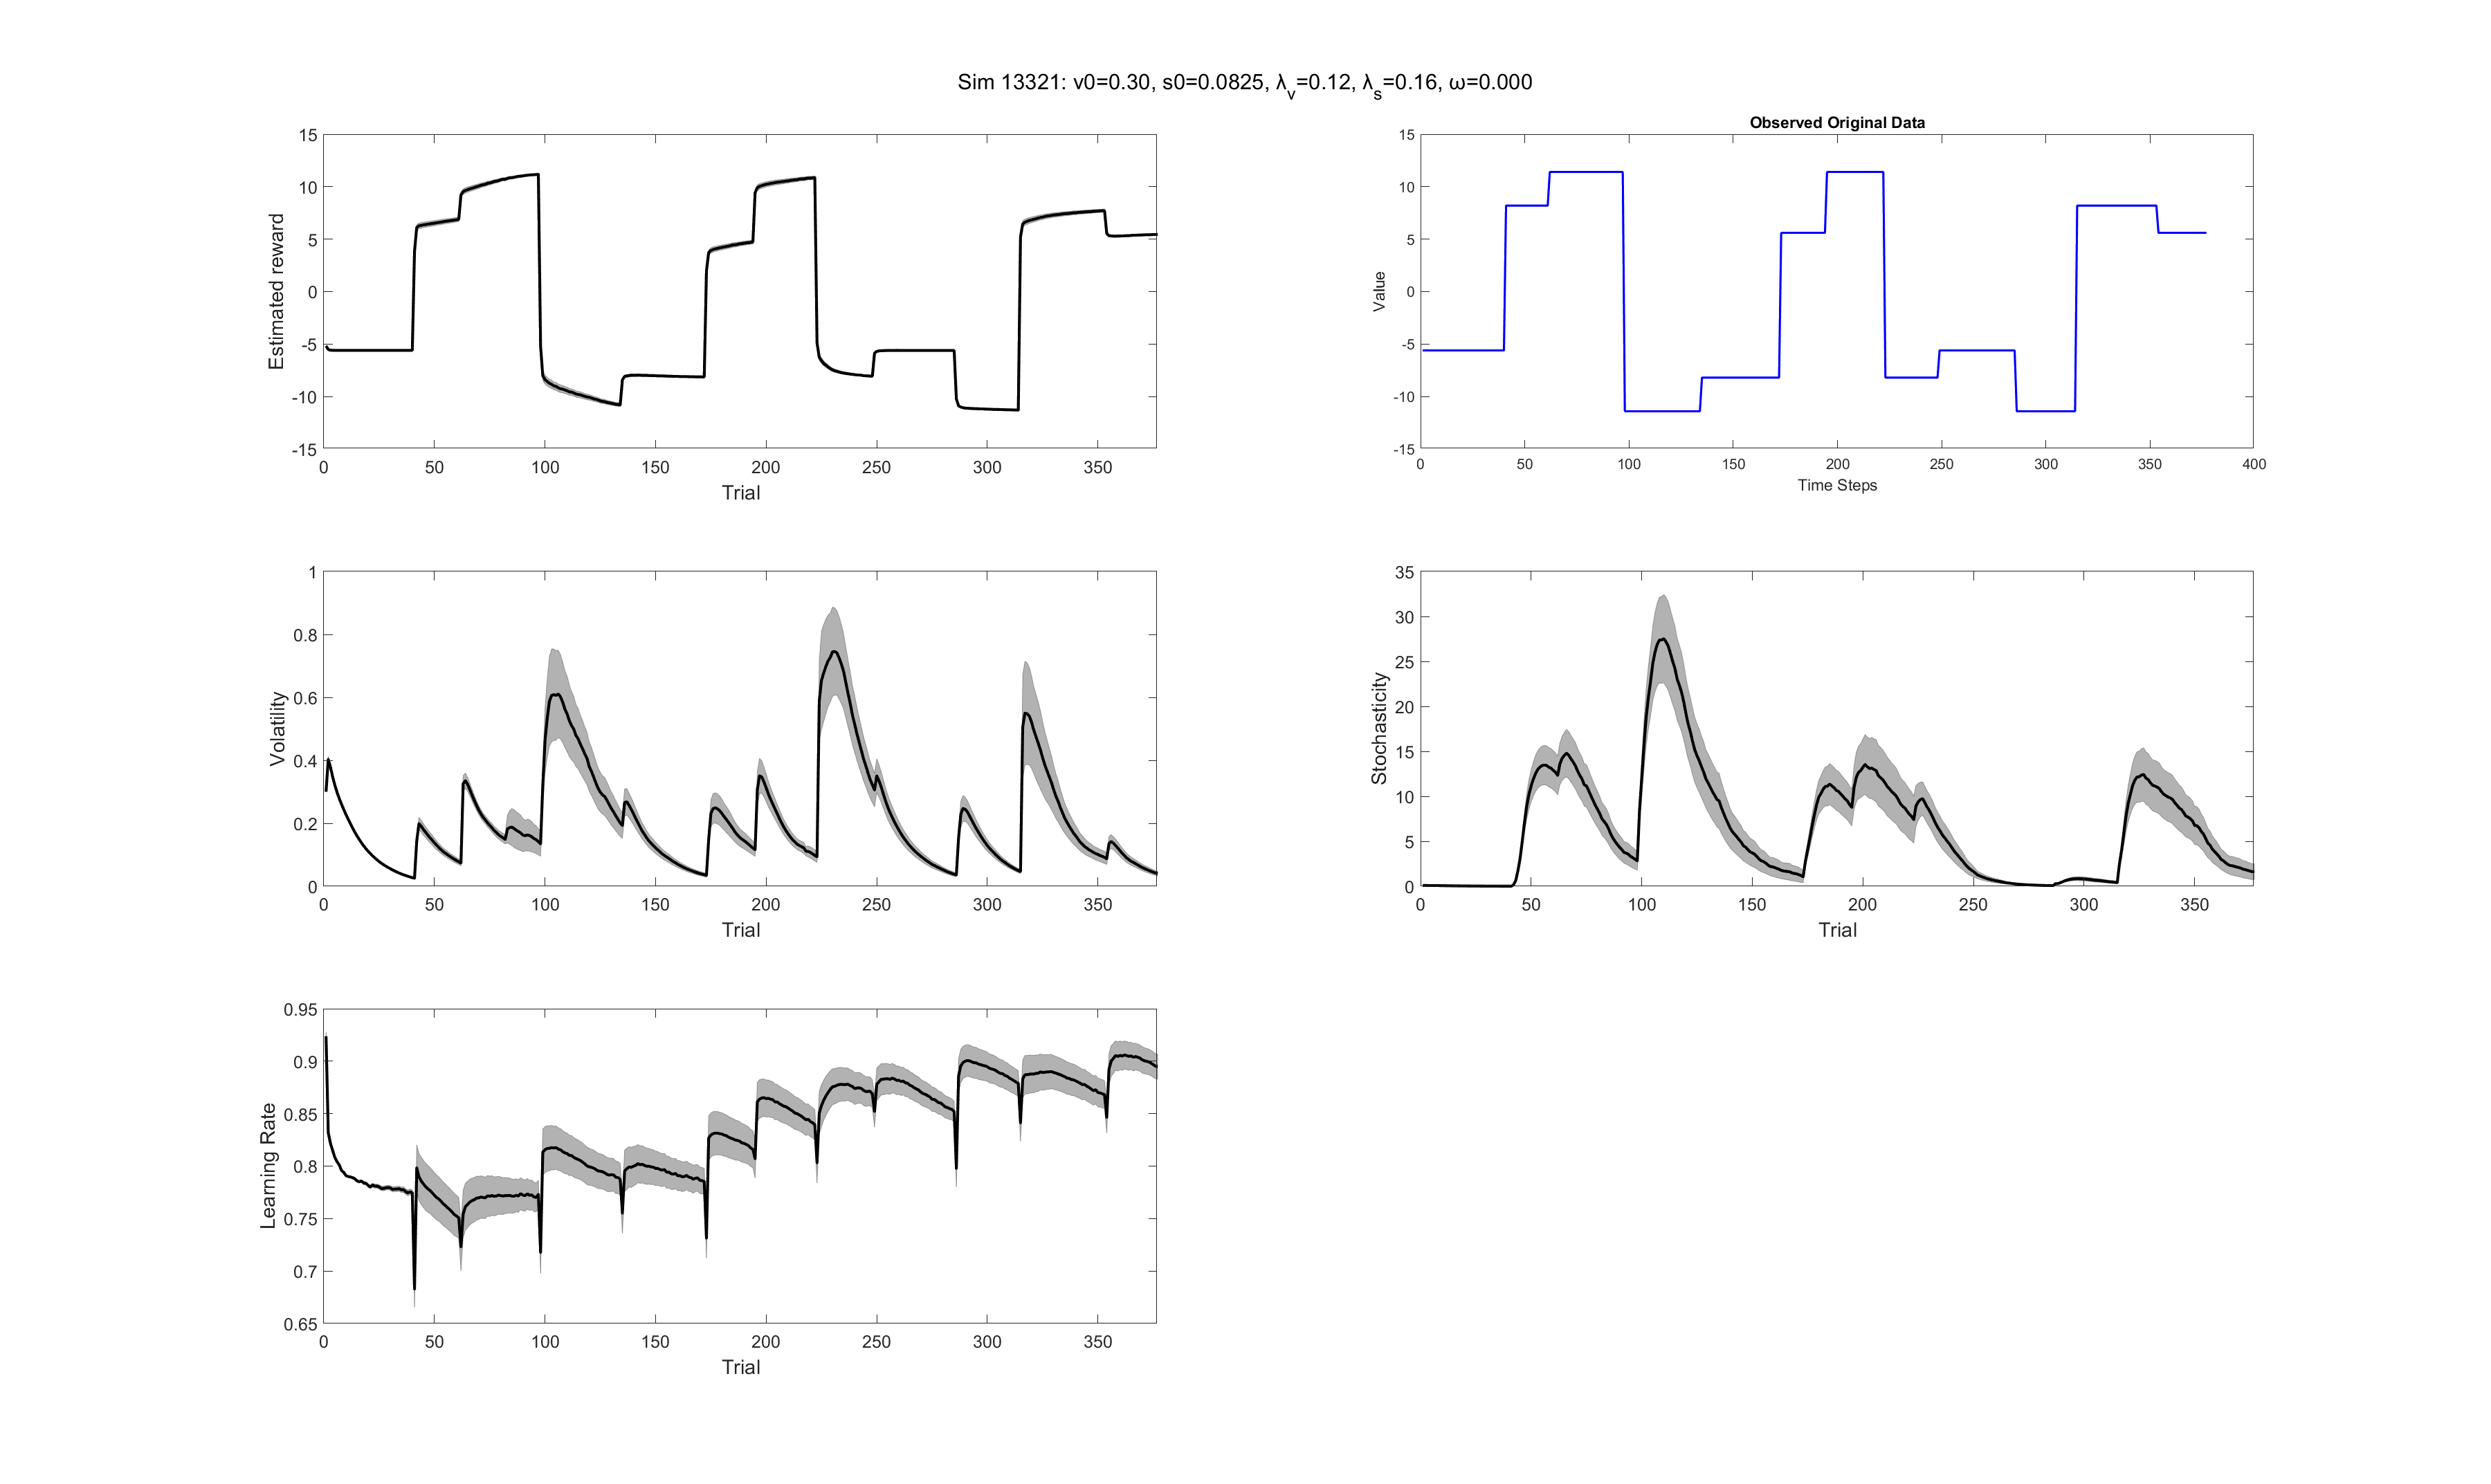 Sim 13321: v0=0.30, s0=0.0825, λv=0.12, λs=0.16, ω=0.000
15
10
5
0
-5
-10
-15
Estimated reward
0 50 100 150 200 250 300 350
Trial
Observed Original Data
15
10
5
0
-5
-10
-15
Value
0 50 100 150 200 250 300 350 400
Time Steps
1
0.8
0.6
0.4
0.2
0
Volatility
0 50 100 150 200 250 300 350
Trial
35
30
25
20
15
10
5
0
Stochasticity
0 50 100 150 200 250 300 350
Trial
0.95
0.9
0.85
0.8
0.75
0.7
0.65
Learning Rate
0 50 100 150 200 250 300 350
Trial